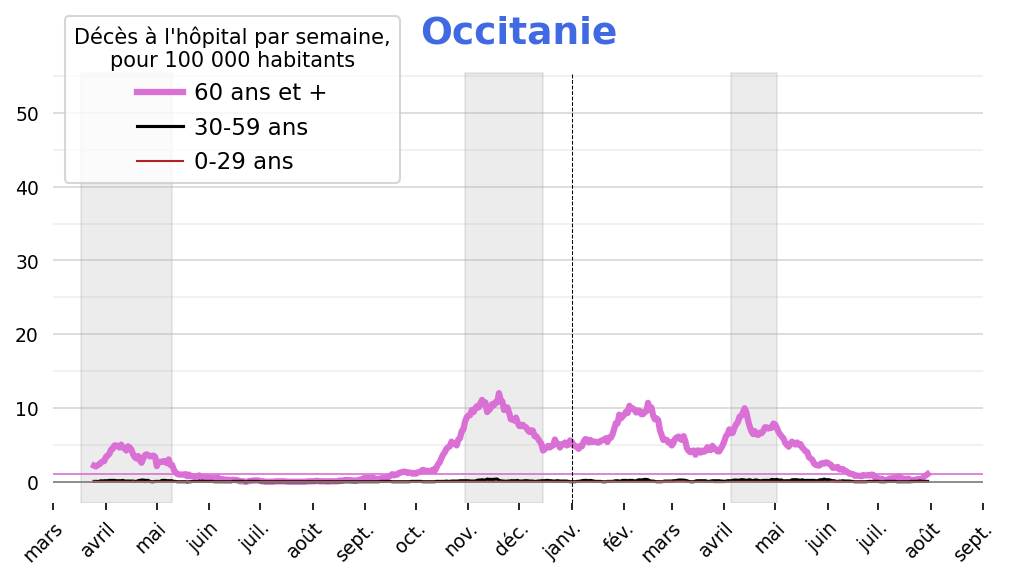 Occitanie
Décès à l'hôpital par semaine,
pour 100 000 habitants
60 ans et +
30-59 ans
0-29 ans
50
40
30
20
10
0
mars
avril
mai
juin
juil.
août
sept.
oct.
nov.
déc.
janv.
fév.
mars
avril
mai
juin
juil.
août
sept.